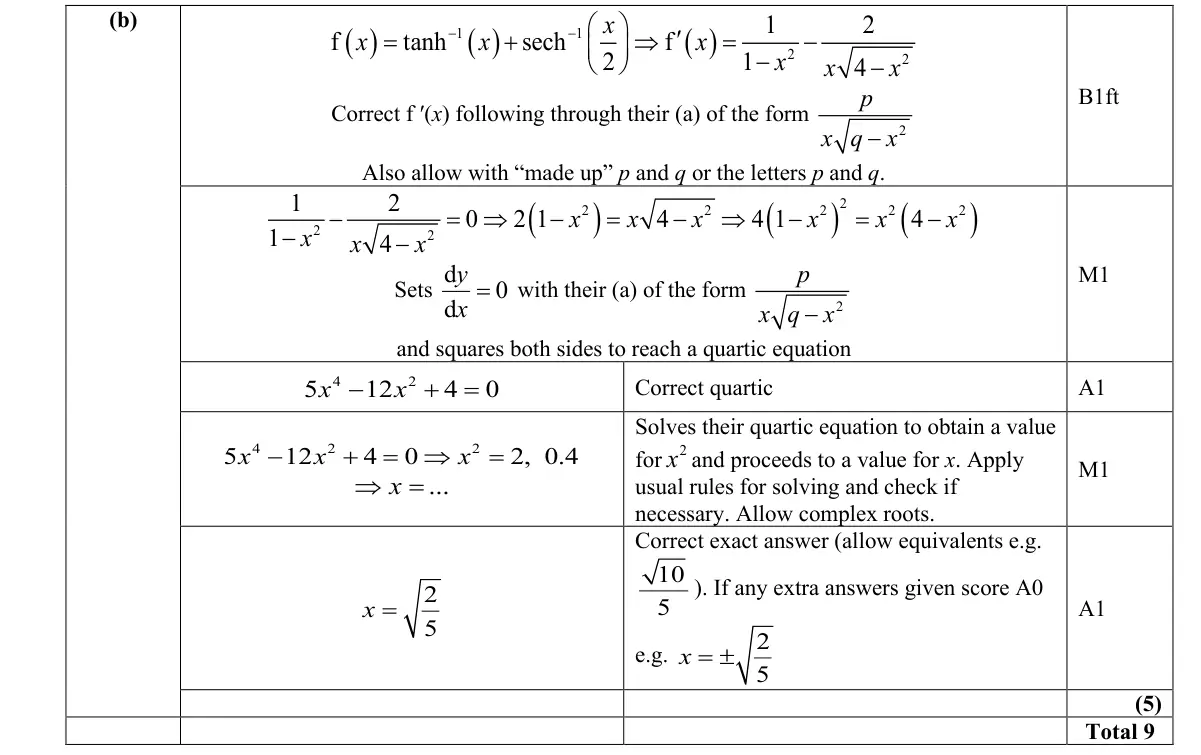 (b)
f(x) = tanh⁻¹(x) + sech⁻¹(x/2) ⇒ f′(x) = 1/(1 − x²) − 2/(x√(4 − x²))
Correct f ′(x) following through their (a) of the form p/(x√(q − x²))
Also allow with “made up” p and q or the letters p and q.
B1ft
1/(1 − x²) − 2/(x√(4 − x²)) = 0 ⇒ 2(1 − x²) = x√(4 − x²) ⇒ 4(1 − x²)² = x²(4 − x²)
Sets dy/dx = 0 with their (a) of the form p/(x√(q − x²))
and squares both sides to reach a quartic equation
M1
5x⁴ − 12x² + 4 = 0
Correct quartic
A1
5x⁴ − 12x² + 4 = 0 ⇒ x² = 2, 0.4
⇒ x = ...
Solves their quartic equation to obtain a value
for x² and proceeds to a value for x. Apply
usual rules for solving and check if
necessary. Allow complex roots.
M1
x = √(2/5)
Correct exact answer (allow equivalents e.g.
√10/5 ). If any extra answers given score A0
e.g. x = ±√(2/5)
A1
(5)
Total 9